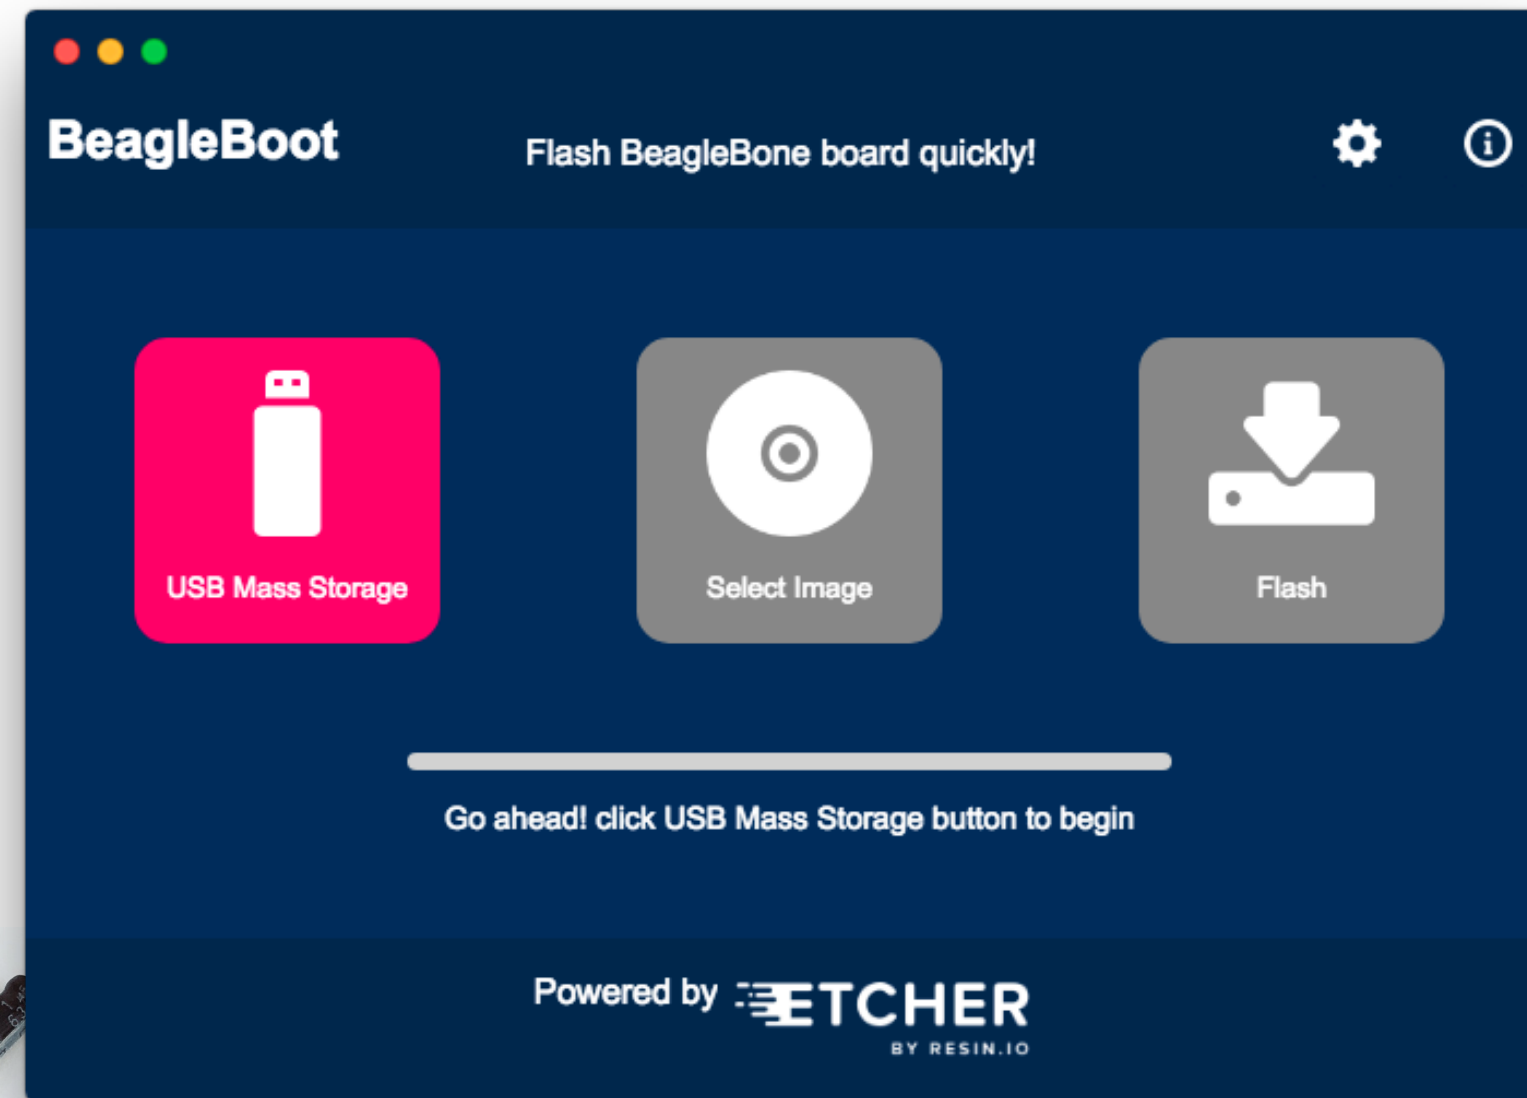 BeagleBoot
Flash BeagleBone board quickly!
USB Mass Storage
Select Image
Flash
Go ahead! click USB Mass Storage button to begin
Powered by ETCHER
BY RESIN.IO